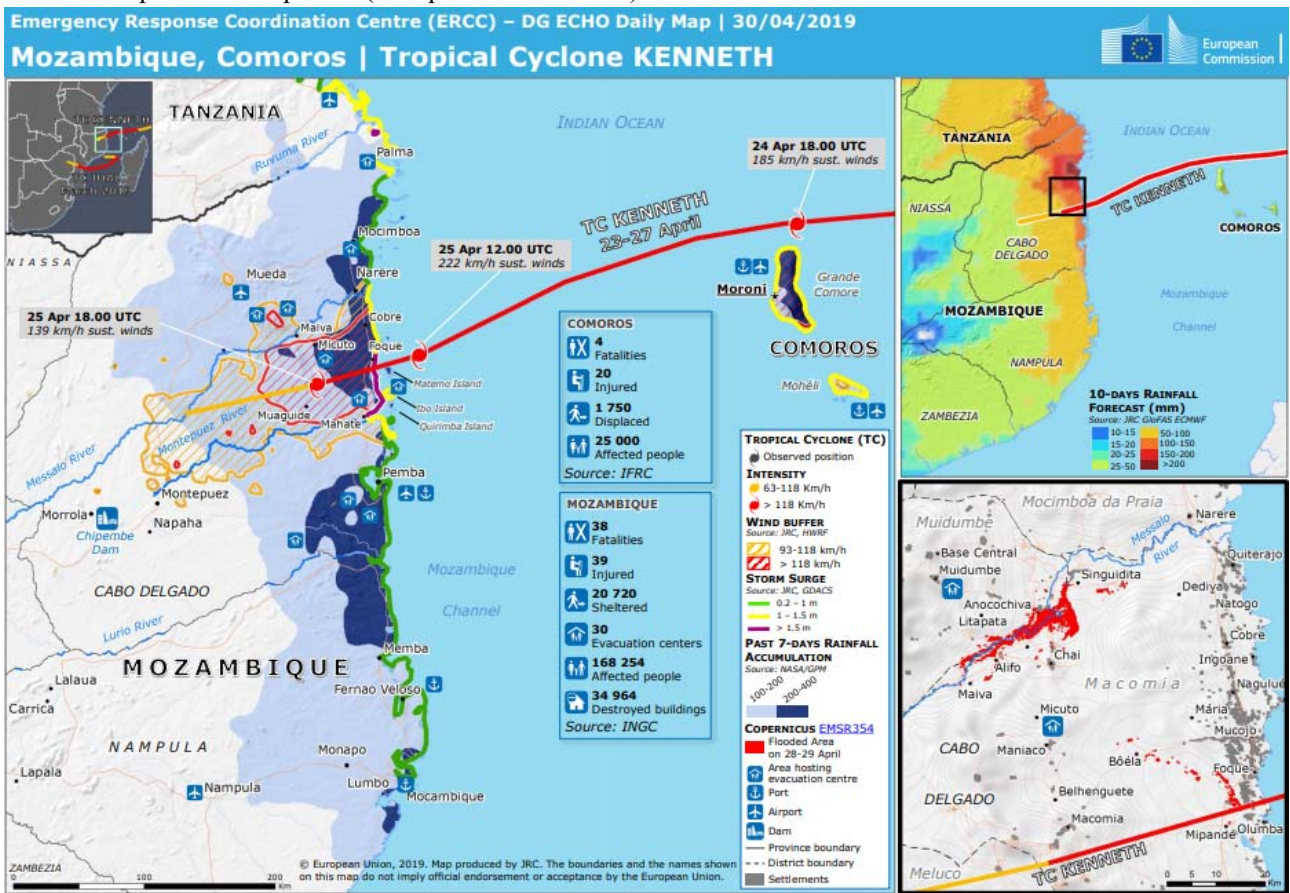 Emergency Response Coordination Centre (ERCC) – DG ECHO Daily Map | 30/04/2019
Mozambique, Comoros | Tropical Cyclone KENNETH
European
Commission
TC KENNETH
TC IDAI
March 2019
TANZANIA
INDIAN OCEAN
24 Apr 18.00 UTC
185 km/h sust. winds
Ruvuma River
Palma
TC KENNETH
23-27 April
Mocimboa
25 Apr 12.00 UTC
222 km/h sust. winds
NIASSA
Mueda
Narere
Moroni
Grande
Comore
25 Apr 18.00 UTC
139 km/h sust. winds
Maiva
Cobre
Micuto
Foque
COMOROS
Matemo Island
Mohéli
Ibo Island
Muaguide
Quirimba Island
Mahate
Montepuez River
Messalo River
Pemba
Montepuez
Morrola
Napaha
Chipembe
Dam
CABO DELGADO
Mozambique
Channel
Lurio River
MOZAMBIQUE
Memba
Lalaua
Fernao Veloso
Carrica
NAMPULA
Monapo
Lapala
Nampula
Lumbo
Mocambique
ZAMBEZIA
0 100 200
Km
© European Union, 2019. Map produced by JRC. The boundaries and the names shown
on this map do not imply official endorsement or acceptance by the European Union.
COMOROS
4
Fatalities
20
Injured
1 750
Displaced
25 000
Affected people
Source: IFRC
MOZAMBIQUE
38
Fatalities
39
Injured
20 720
Sheltered
30
Evacuation centers
168 254
Affected people
34 964
Destroyed buildings
Source: INGC
TROPICAL CYCLONE (TC)
Observed position
INTENSITY
63-118 Km/h
> 118 Km/h
WIND BUFFER
Source: JRC, HWRF
93-118 km/h
> 118 km/h
STORM SURGE
Source: JRC, GDACS
0.2 – 1 m
1 – 1.5 m
> 1.5 m
PAST 7-DAYS RAINFALL
ACCUMULATION
Source: NASA/GPM
100-200
200-400
COPERNICUS EMSR354
Flooded Area
on 28-29 April
Area hosting
evacuation centre
Port
Airport
Dam
Province boundary
District boundary
Settlements
TANZANIA
INDIAN OCEAN
NIASSA
TC KENNETH
CABO
DELGADO
COMOROS
MOZAMBIQUE
Mozambique
Channel
NAMPULA
ZAMBEZIA
10-DAYS RAINFALL
FORECAST (mm)
Source: JRC GloFAS ECMWF
10-15 50-100
15-20 100-150
20-25 150-200
25-50 >200
Mocimboa da Praia
Muidumbe
Narere
Messalo
River
Base Central
Quiterajo
Muidumbe
Singuidita
Dediya
Anocochiva
Natogo
Litapata
Cobre
Chai
Ingoane
Alifo
Maiva
Macomia
Nagulué
Micuto
Mária
Mucojo
CABO
Maniaco
Bôéla
Foque
DELGADO
Belhenguete
Macomia
Mipande
Olumba
TC KENNETH
Meluco
0 5 10 20
Km